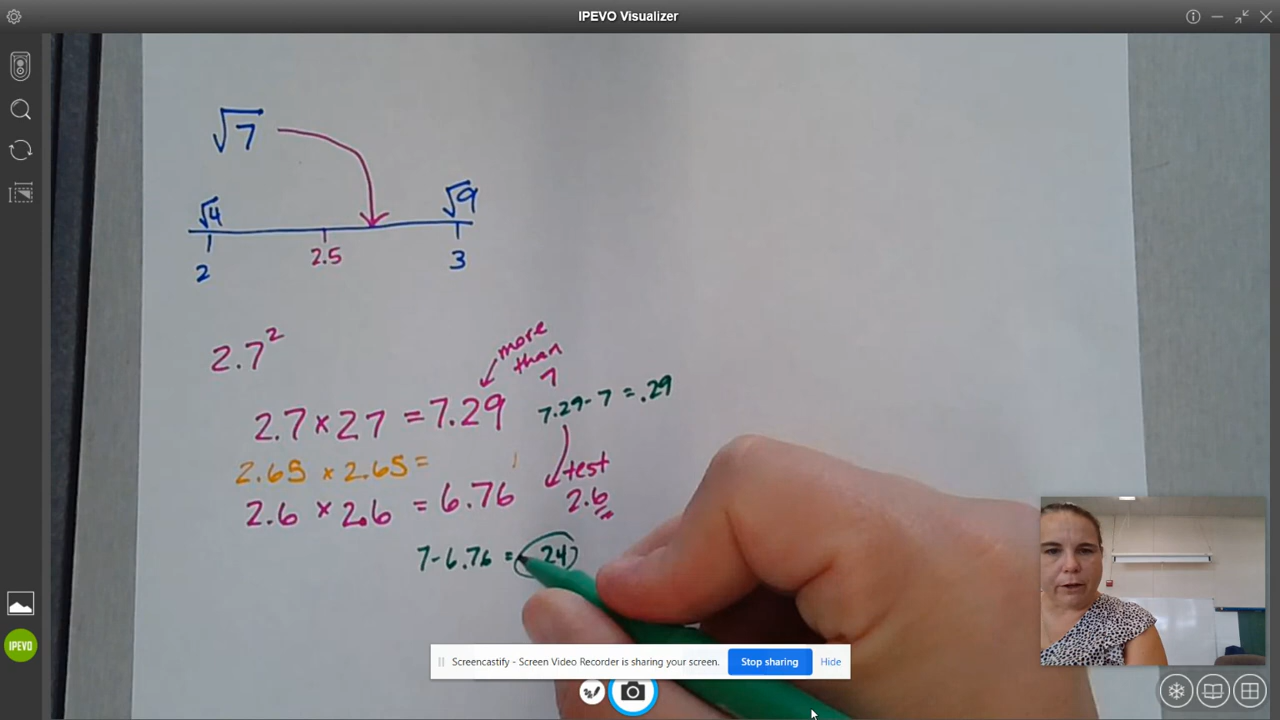 IPEVO Visualizer
√7
√4
√9
2.5
2
3
2.7²
more
than
7
2.7 × 27 = 7.29
7.29 - 7 = .29
2.65 × 2.65 =
test
2.6 × 2.6 = 6.76
2.6
7 - 6.76 = .24
IPEVO
Screencastify - Screen Video Recorder is sharing your screen.
Stop sharing
Hide